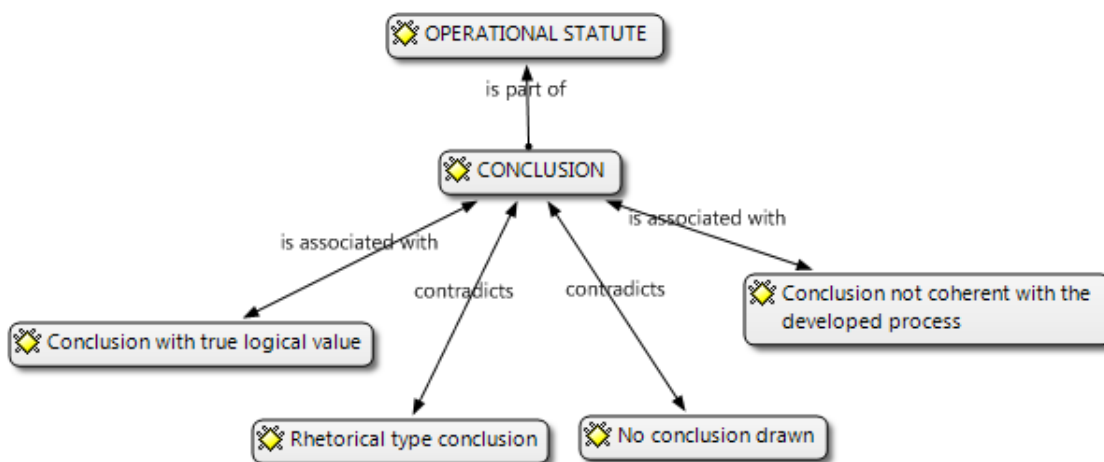 OPERATIONAL STATUTE
is part of
CONCLUSION
is associated with
is associated with
contradicts
contradicts
Conclusion not coherent with the
developed process
Conclusion with true logical value
Rhetorical type conclusion
No conclusion drawn